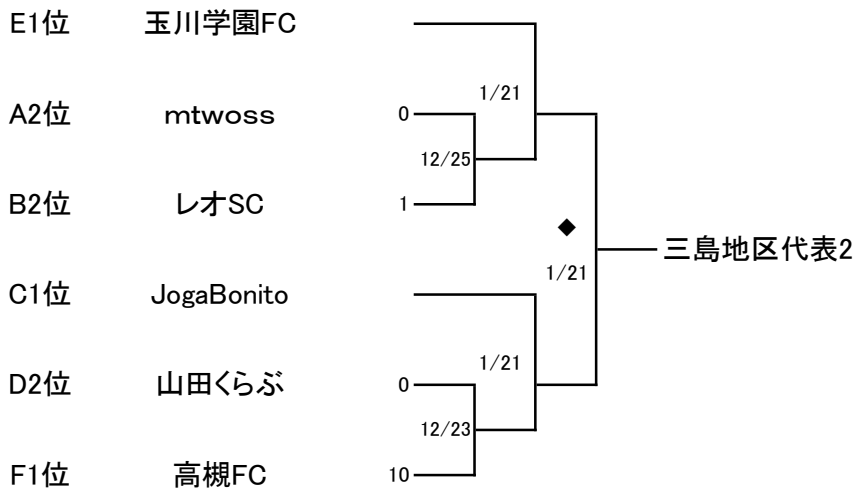 E1位 玉川学園FC
1/21
A2位 mtwoss 0
12/25
B2位 レオSC 1
◆
三島地区代表2
1/21
C1位 JogaBonito
1/21
D2位 山田くらぶ 0
12/23
F1位 高槻FC 10